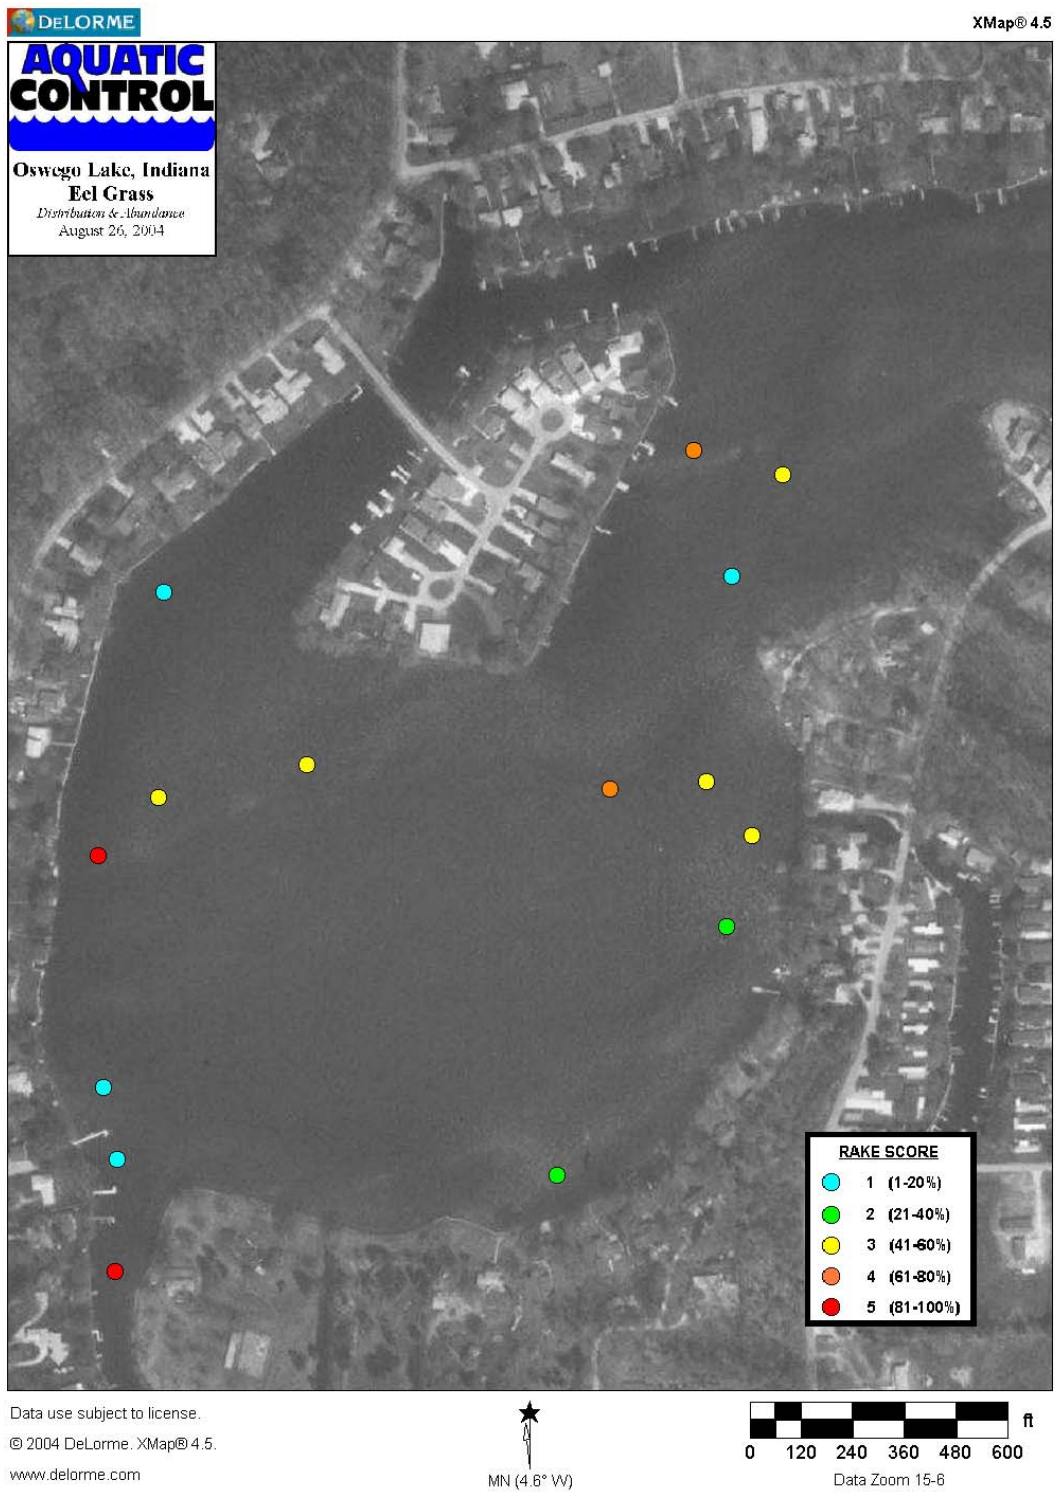 DELORME
XMap® 4.5
AQUATIC
CONTROL
Oswego Lake, Indiana
Eel Grass
Distribution & Abundance
August 26, 2004
RAKE SCORE
1 (1-20%)
2 (21-40%)
3 (41-60%)
4 (61-80%)
5 (81-100%)
Data use subject to license.
© 2004 DeLorme. XMap® 4.5.
www.delorme.com
MN (4.6° W)
ft
0 120 240 360 480 600
Data Zoom 15-6